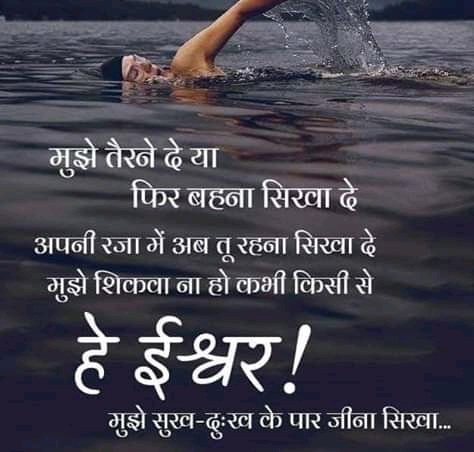 मुझे तैरने दे या
फिर बहना सिखा दे
अपनी रजा में अब तू रहना सिखा दे
मुझे शिकवा ना हो कभी किसी से
हे ईश्वर!
मुझे सुख-दुःख के पार जीना सिखा...